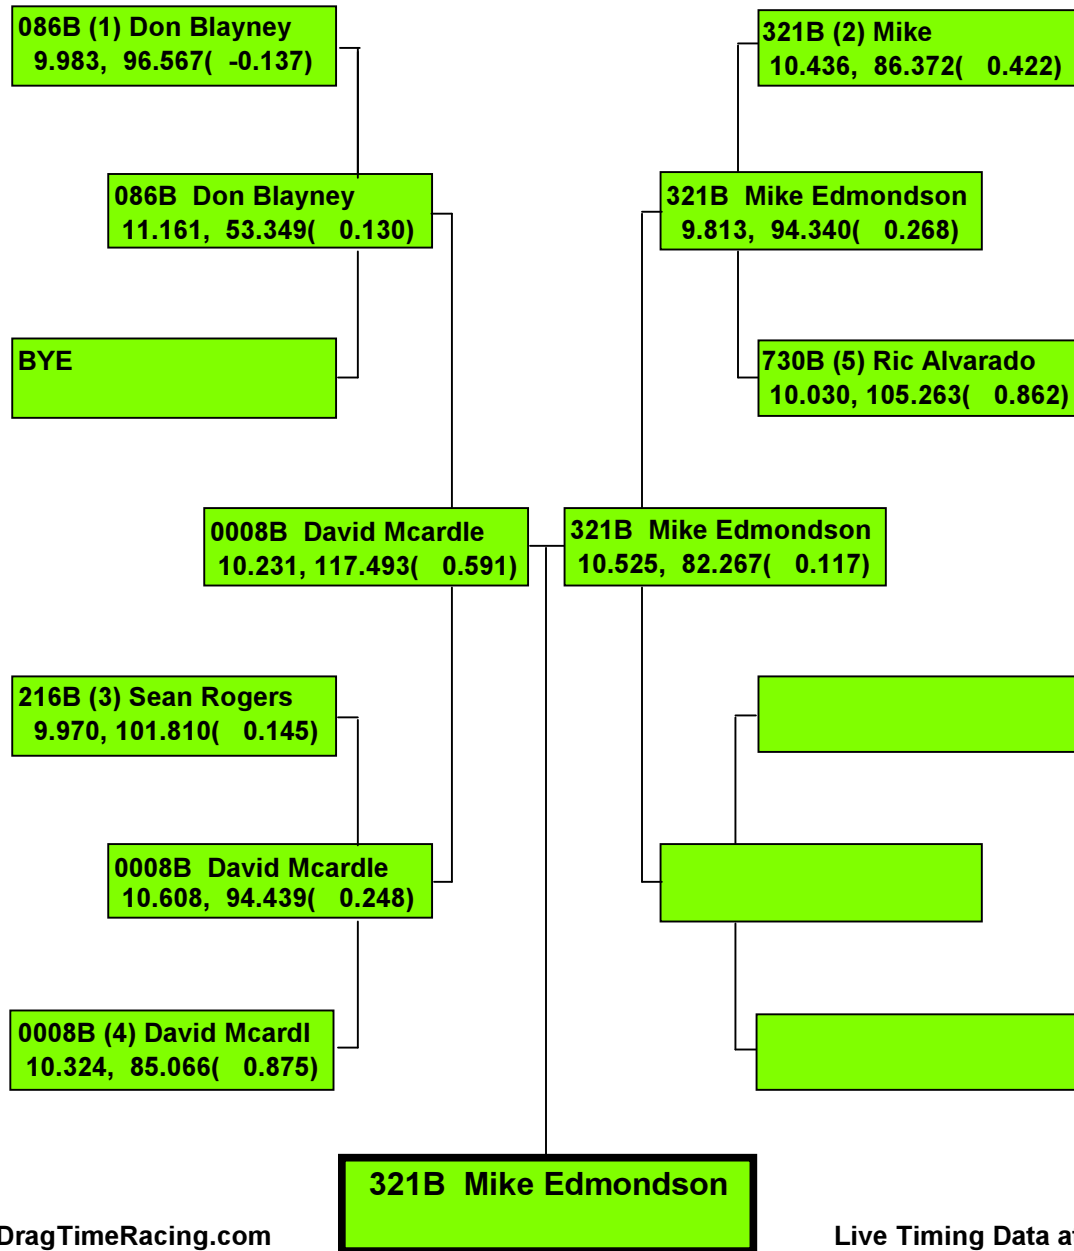 086B (1) Don Blayney
9.983, 96.567( -0.137)
321B (2) Mike
10.436, 86.372( 0.422)
086B Don Blayney
11.161, 53.349( 0.130)
321B Mike Edmondson
9.813, 94.340( 0.268)
BYE
730B (5) Ric Alvarado
10.030, 105.263( 0.862)
0008B David Mcardle
10.231, 117.493( 0.591)
321B Mike Edmondson
10.525, 82.267( 0.117)
216B (3) Sean Rogers
9.970, 101.810( 0.145)
0008B David Mcardle
10.608, 94.439( 0.248)
0008B (4) David Mcardl
10.324, 85.066( 0.875)
321B Mike Edmondson
DragTimeRacing.com
Live Timing Data at